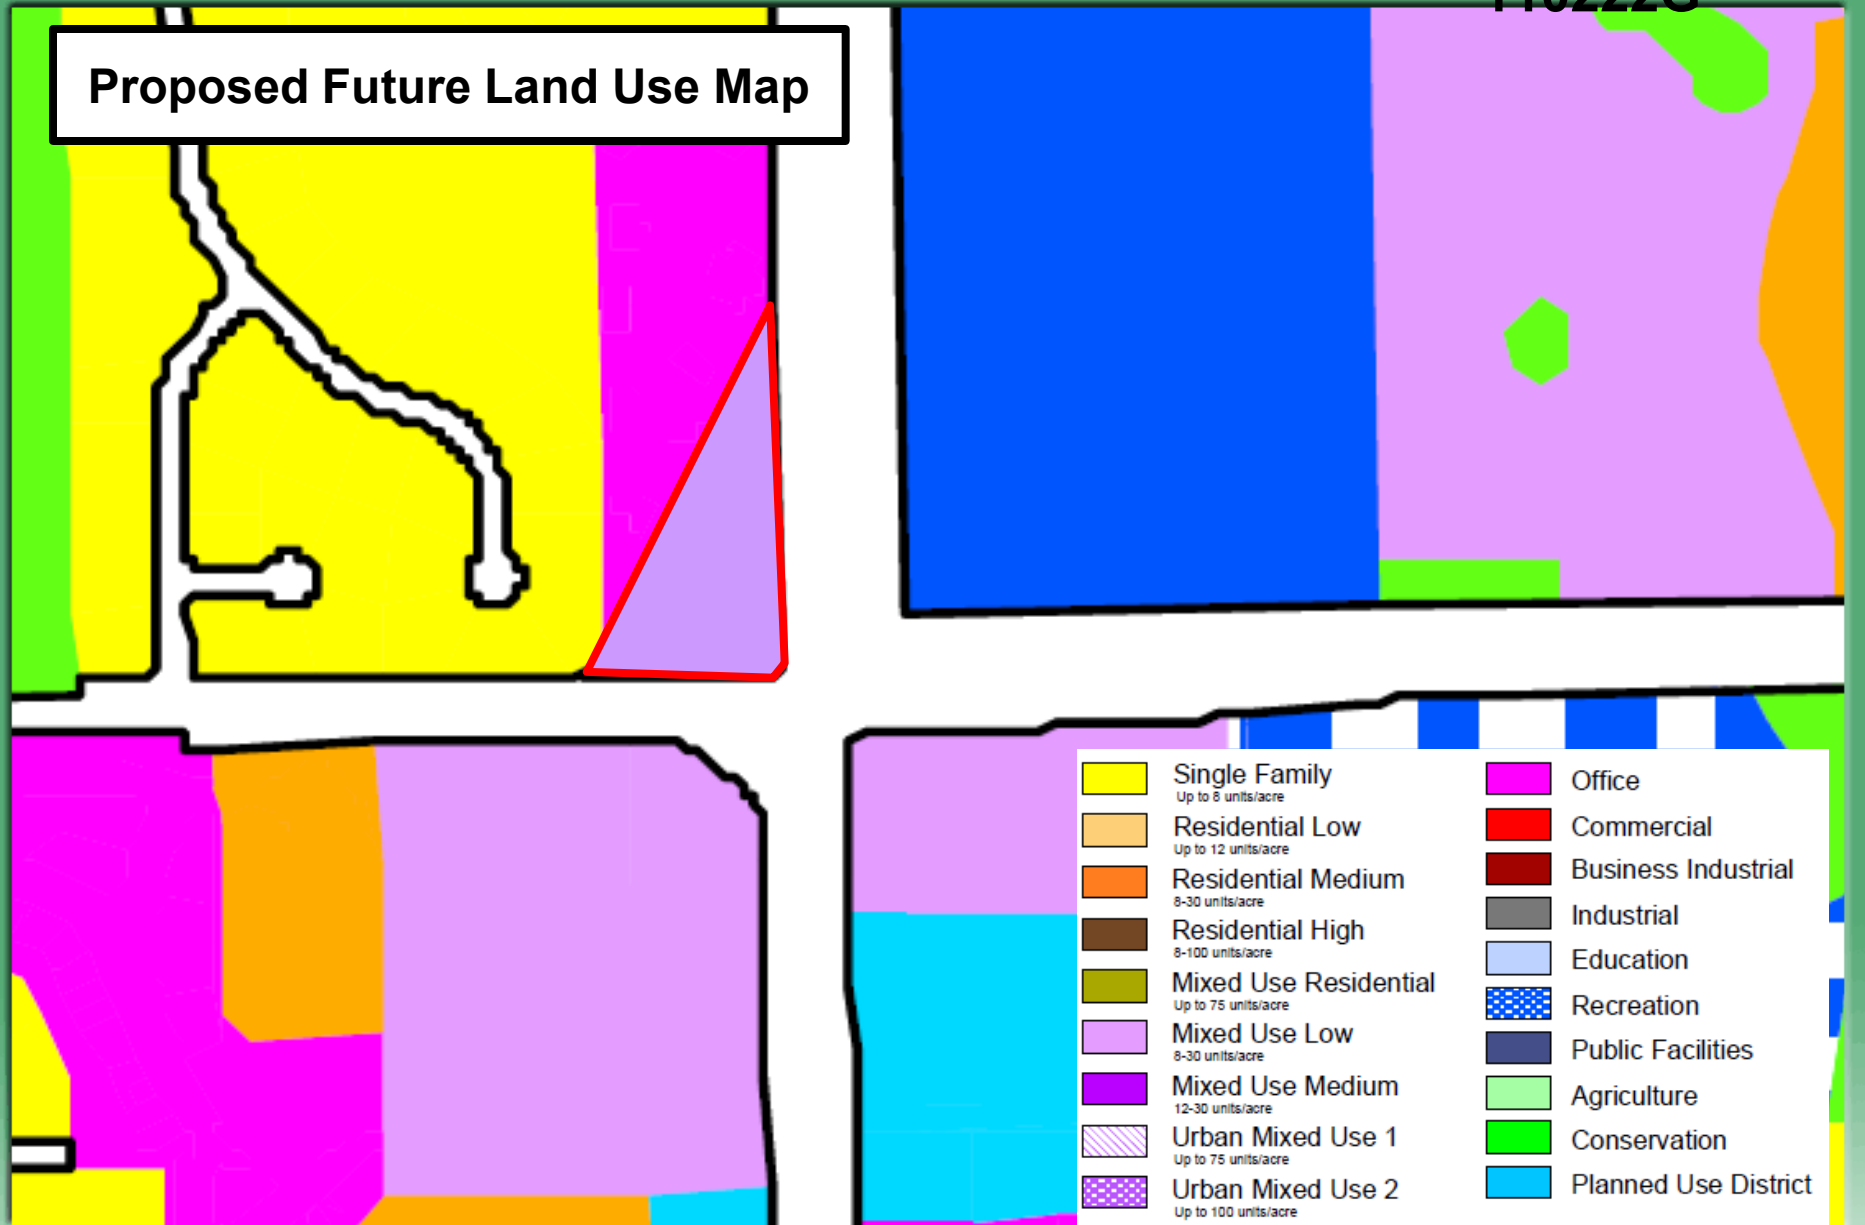 110222G
Proposed Future Land Use Map
Single Family
Up to 8 units/acre
Residential Low
Up to 12 units/acre
Residential Medium
8-30 units/acre
Residential High
8-100 units/acre
Mixed Use Residential
Up to 75 units/acre
Mixed Use Low
8-30 units/acre
Mixed Use Medium
12-30 units/acre
Urban Mixed Use 1
Up to 75 units/acre
Urban Mixed Use 2
Up to 100 units/acre
Office
Commercial
Business Industrial
Industrial
Education
Recreation
Public Facilities
Agriculture
Conservation
Planned Use District